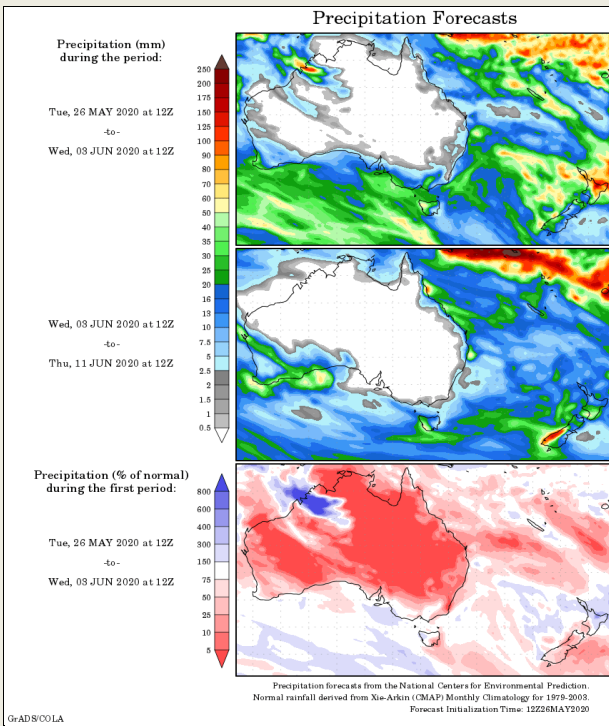 Precipitation Forecasts
Precipitation (mm)
during the period:
Tue, 26 MAY 2020 at 12Z
-to-
Wed, 03 JUN 2020 at 12Z
250
200
175
150
125
100
90
80
70
60
50
40
35
30
25
20
16
13
10
7.5
5
2.5
2
1.5
1
0.5
Wed, 03 JUN 2020 at 12Z
-to-
Thu, 11 JUN 2020 at 12Z
Precipitation (% of normal)
during the first period:
Tue, 26 MAY 2020 at 12Z
-to-
Wed, 03 JUN 2020 at 12Z
800
600
400
300
150
75
50
25
10
5
Precipitation forecasts from the National Centers for Environmental Prediction.
Normal rainfall derived from Xie-Arkin (CMAP) Monthly Climatology for 1979-2003.
Forecast Initialization Time: 12Z26MAY2020
GrADS/COLA